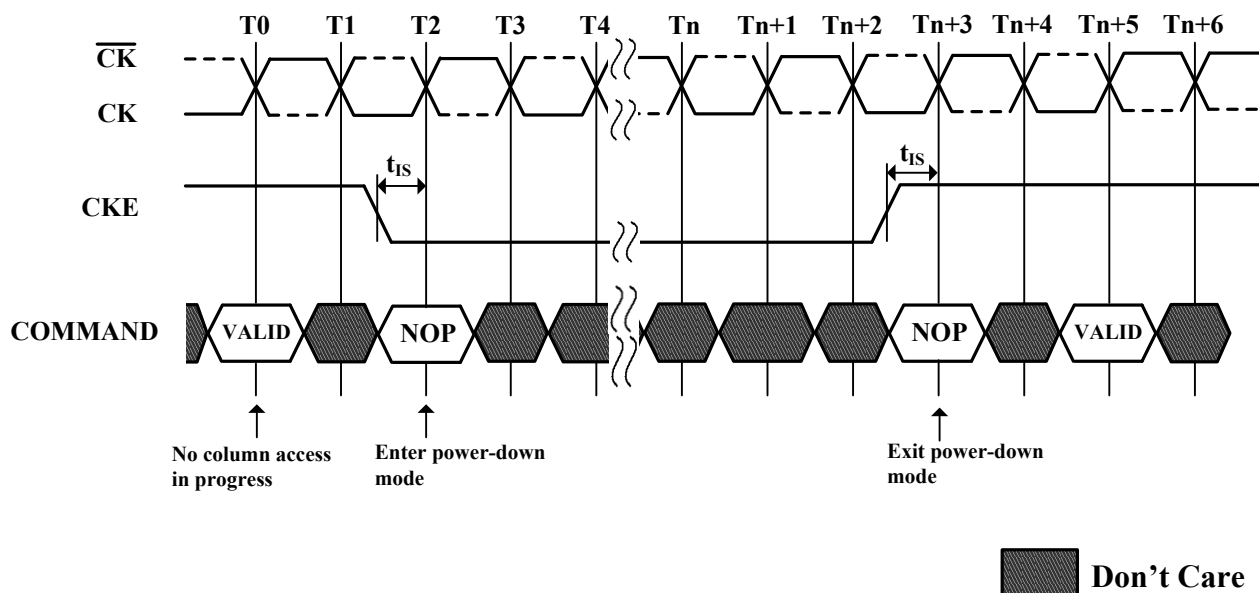 T0 T1 T2 T3 T4 Tn Tn+1 Tn+2 Tn+3 Tn+4 Tn+5 Tn+6
CK
CK
tIS tIS
CKE
COMMAND VALID NOP NOP VALID
No column access
in progress
Enter power-down
mode
Exit power-down
mode
Don't Care